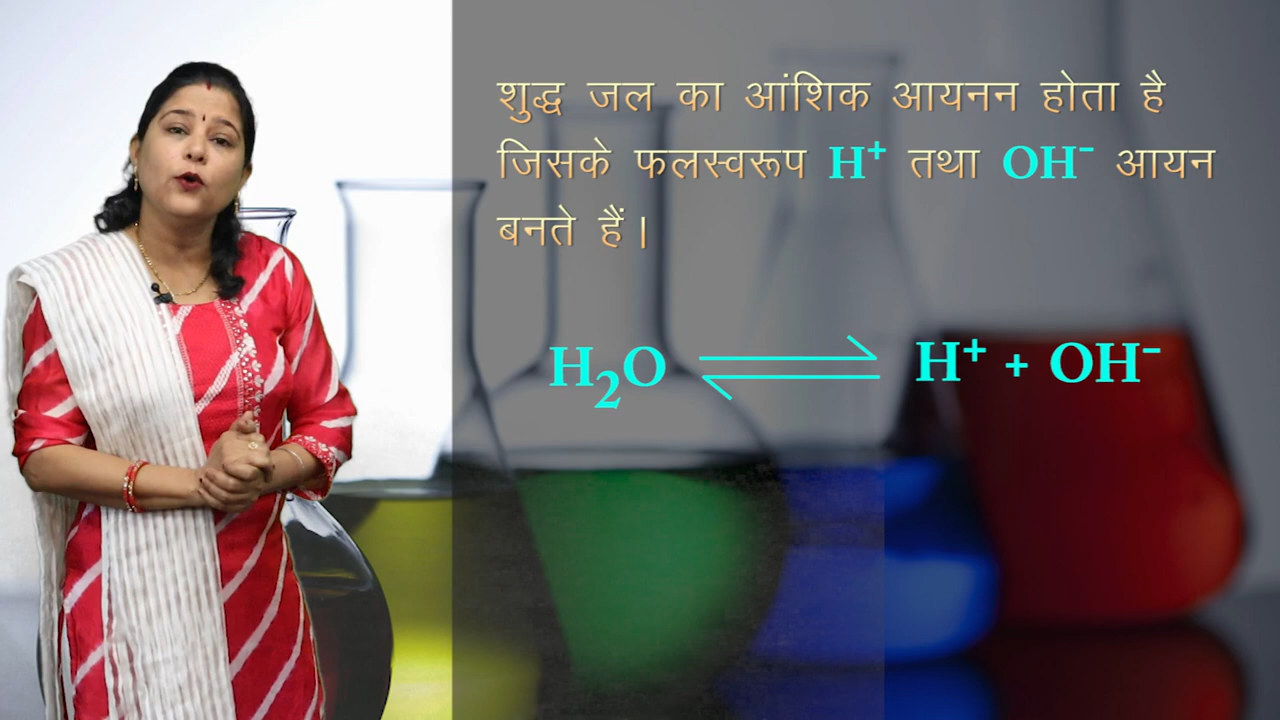 शुद्ध जल का आंशिक आयनन होता है
जिसके फलस्वरूप H⁺ तथा OH⁻ आयन
बनते हैं।
H₂O ⇌ H⁺ + OH⁻